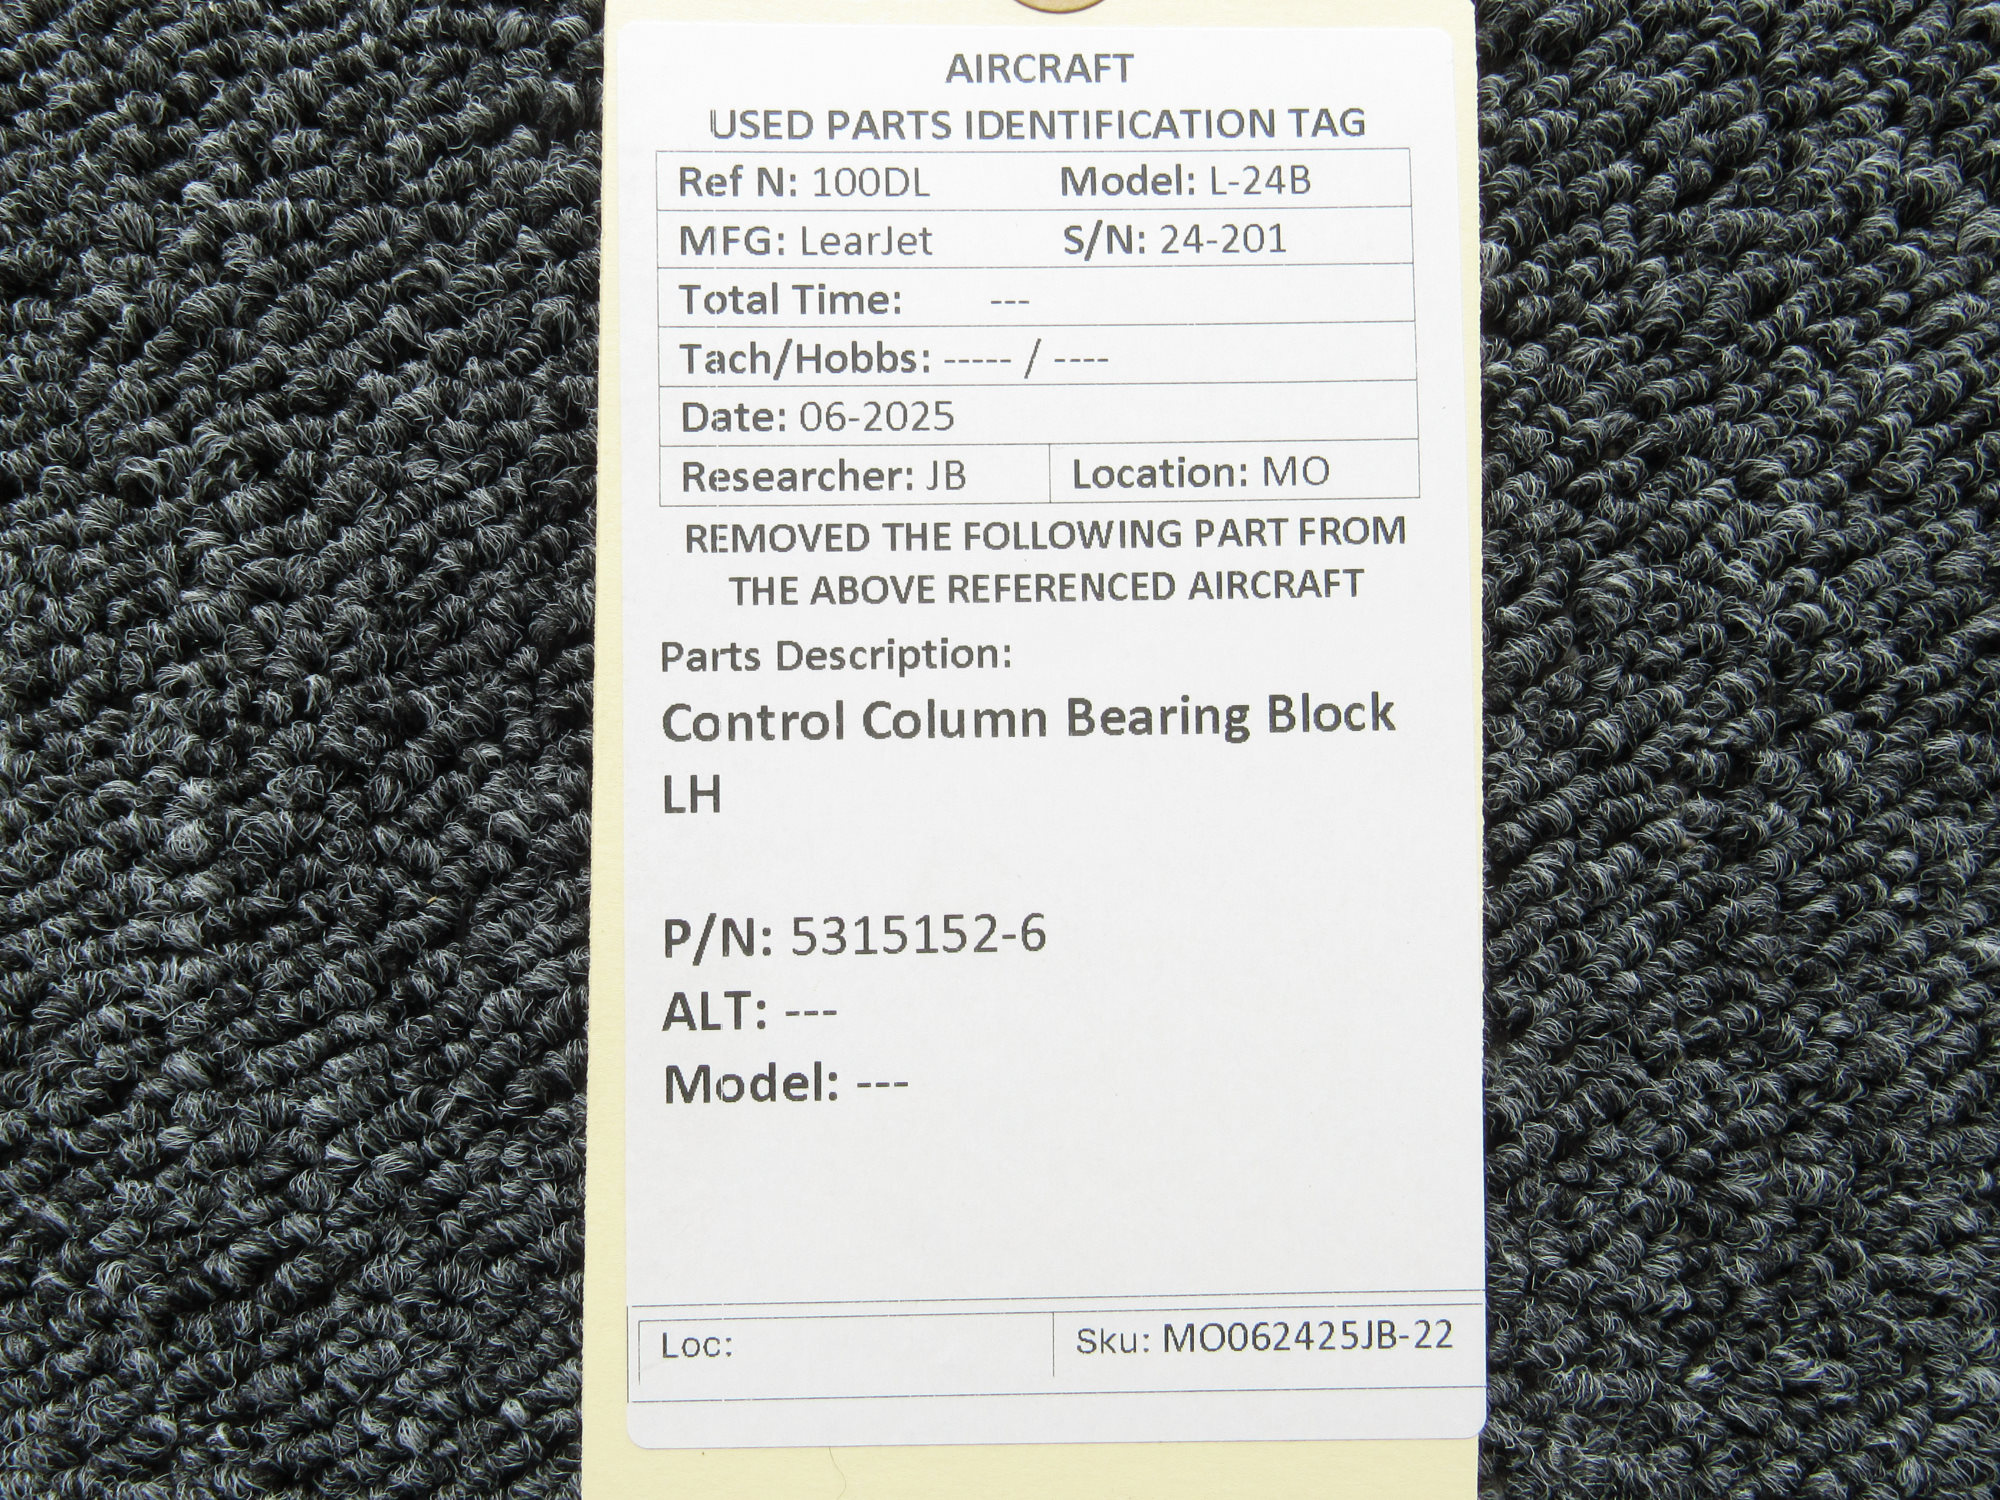 AIRCRAFT
USED PARTS IDENTIFICATION TAG
Ref N: 100DL Model: L-24B
MFG: LearJet S/N: 24-201
Total Time: ---
Tach/Hobbs: ----- / ----
Date: 06-2025
Researcher: JB Location: MO
REMOVED THE FOLLOWING PART FROM
THE ABOVE REFERENCED AIRCRAFT
Parts Description:
Control Column Bearing Block
LH
P/N: 5315152-6
ALT: ---
Model: ---
Loc: Sku: MO062425JB-22